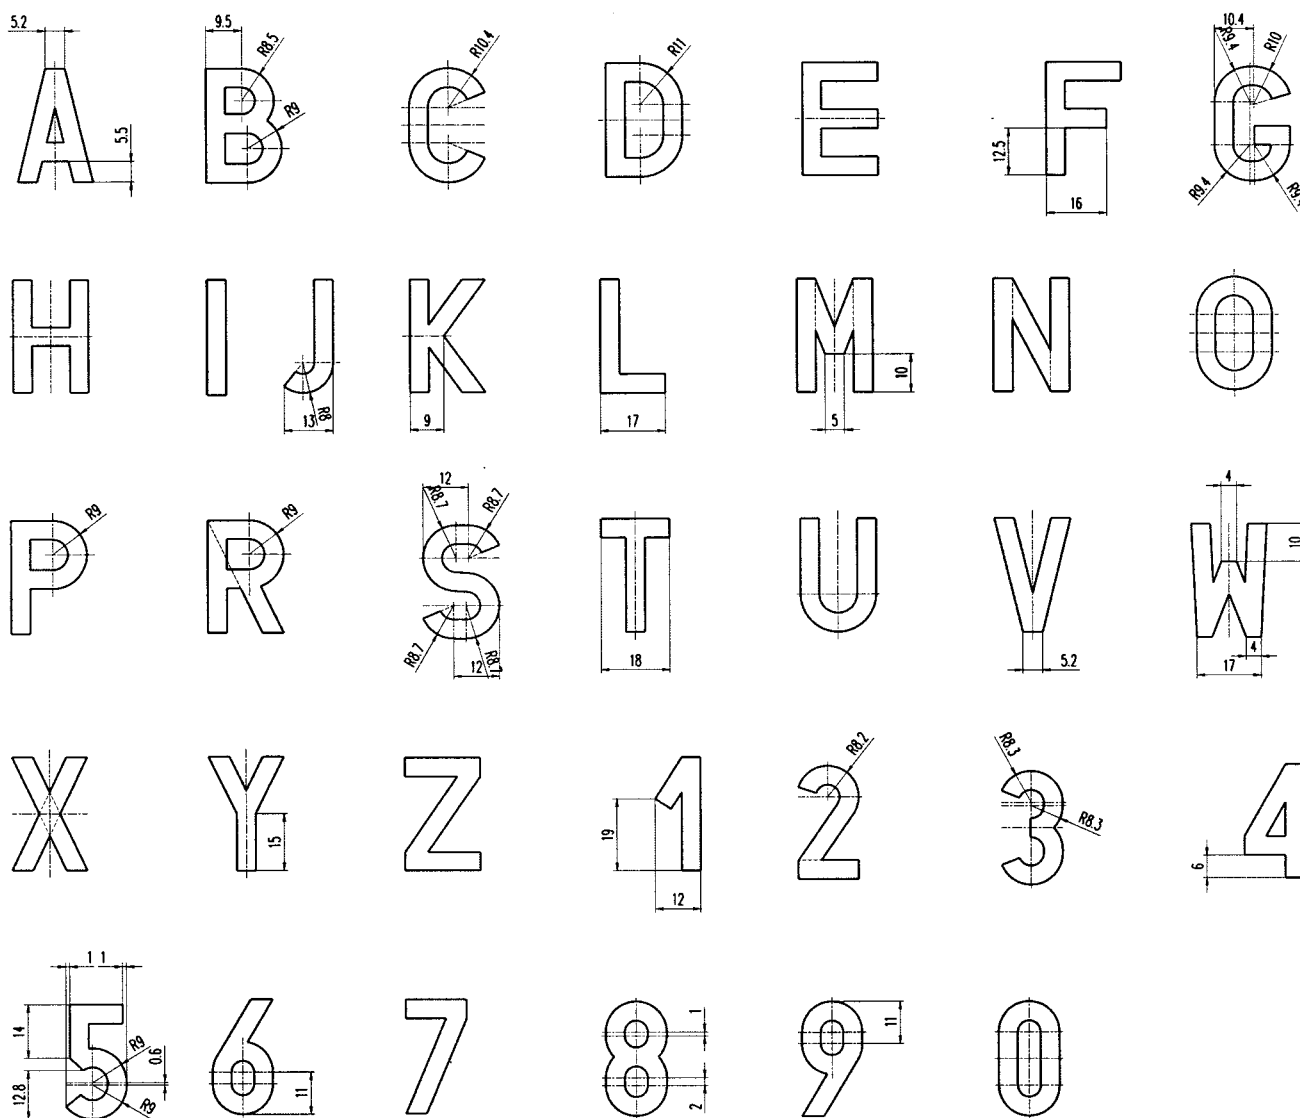 5.2 9.5 10.4
R8.5 R10.4 R11 R9.4 R10
A B C D E F G
5.5 R9 12.5 16 R9.4
H I J K L M N O
13 R8 9 17 5 10
12 4
R9 R9 R8.7 R8.7 10
P R S T U V W
R8.7 R8.7 12 18 5.2 4 17
R8.2 R8.3
X Y Z 1 2 3 4
15 19 12 R8.3 6
1 1
5 6 7 8 9 0
14 12.8 R9 R9 0.6 11 1 2 11